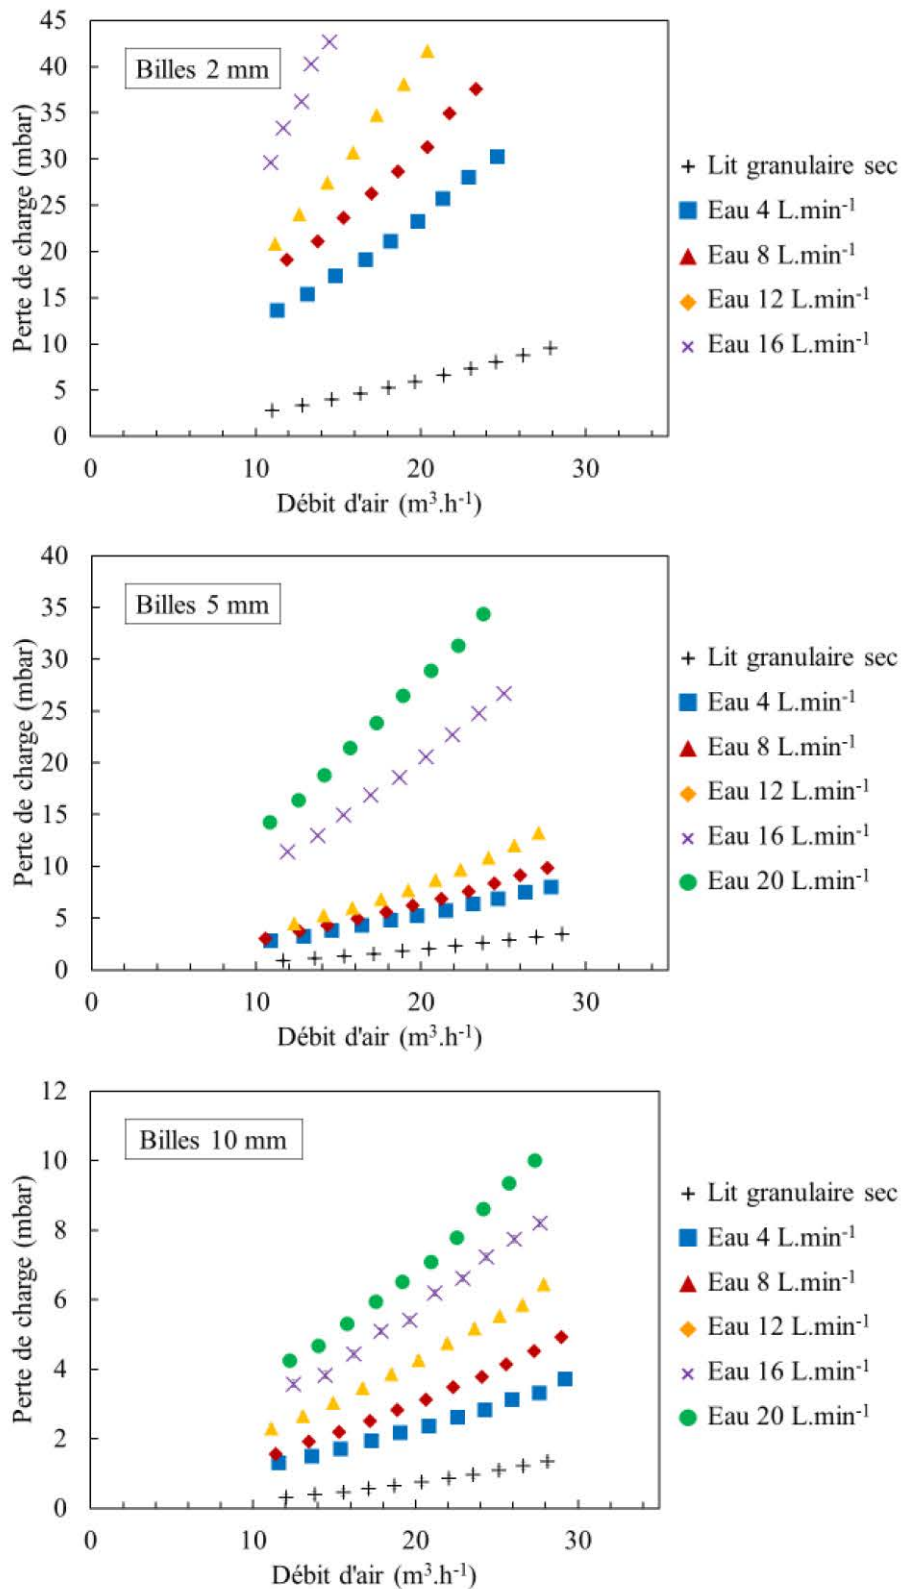 45
40
35
30
25
20
15
10
5
0
Perte de charge (mbar)
Billes 2 mm
0 10 20 30
Débit d'air (m³.h⁻¹)
Lit granulaire sec
Eau 4 L.min⁻¹
Eau 8 L.min⁻¹
Eau 12 L.min⁻¹
Eau 16 L.min⁻¹
40
35
30
25
20
15
10
5
0
Perte de charge (mbar)
Billes 5 mm
0 10 20 30
Débit d'air (m³.h⁻¹)
Lit granulaire sec
Eau 4 L.min⁻¹
Eau 8 L.min⁻¹
Eau 12 L.min⁻¹
Eau 16 L.min⁻¹
Eau 20 L.min⁻¹
12
10
8
6
4
2
0
Perte de charge (mbar)
Billes 10 mm
0 10 20 30
Débit d'air (m³.h⁻¹)
Lit granulaire sec
Eau 4 L.min⁻¹
Eau 8 L.min⁻¹
Eau 12 L.min⁻¹
Eau 16 L.min⁻¹
Eau 20 L.min⁻¹